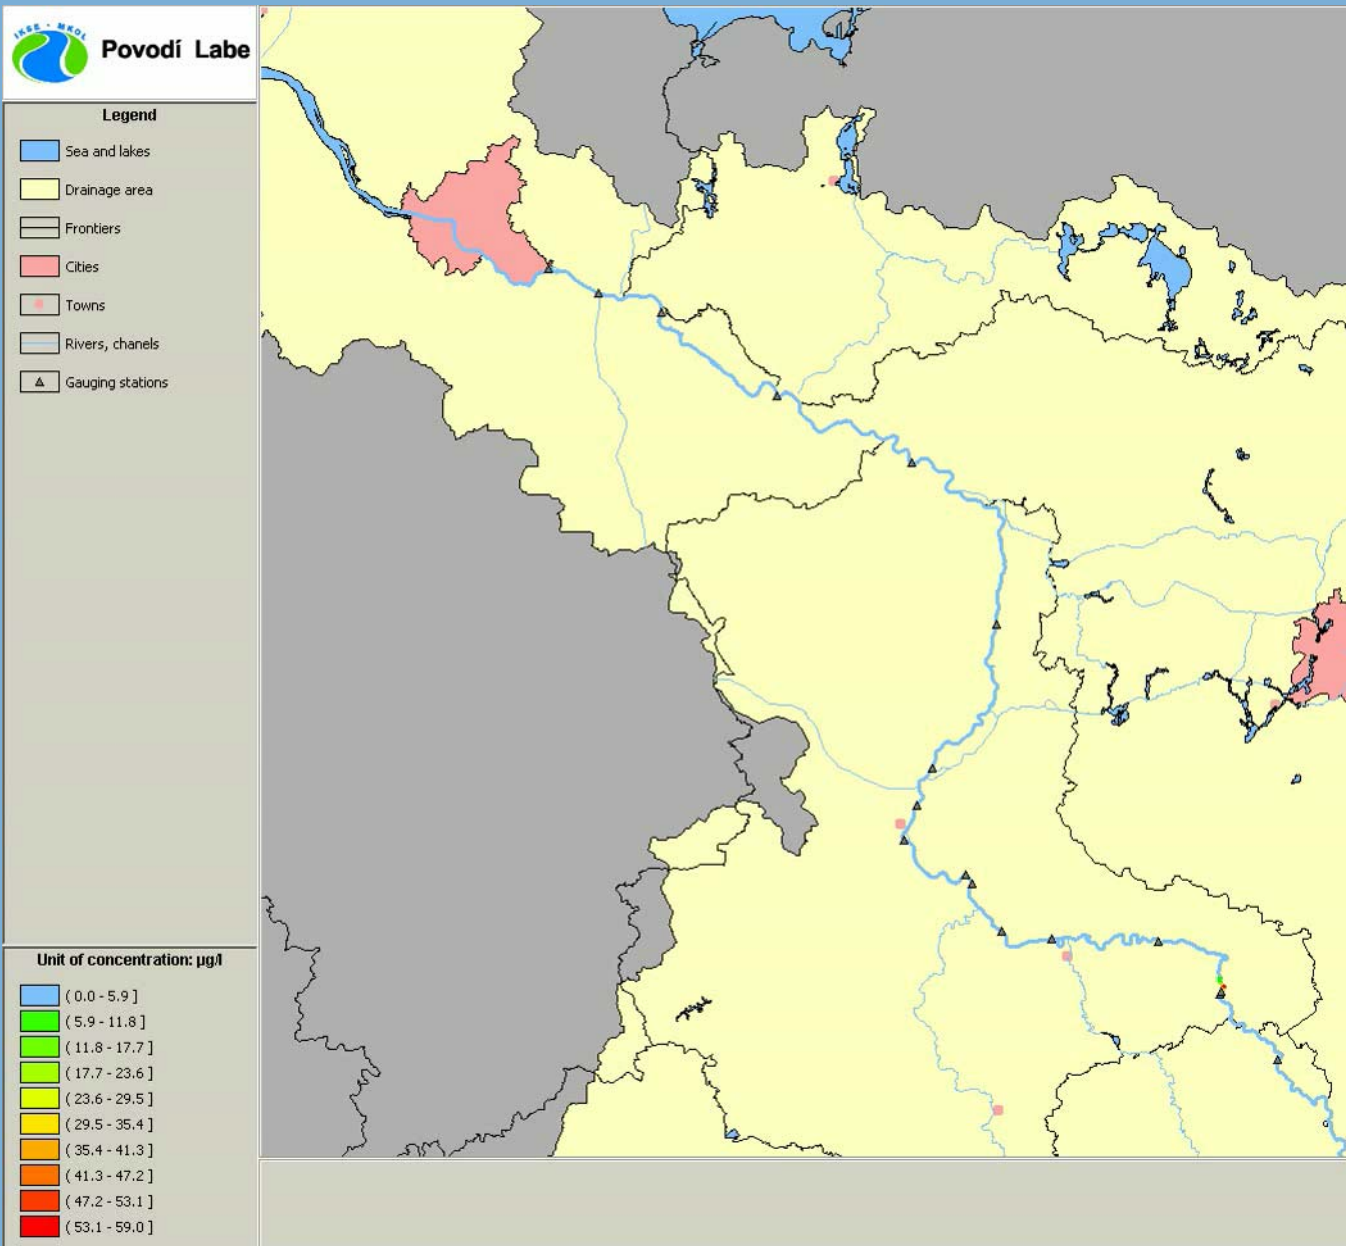 IKSE - MKOL
Povodí Labe
Legend
Sea and lakes
Drainage area
Frontiers
Cities
Towns
Rivers, chanels
Gauging stations
Unit of concentration: µg/l
( 0.0 - 5.9 ]
( 5.9 - 11.8 ]
( 11.8 - 17.7 ]
( 17.7 - 23.6 ]
( 23.6 - 29.5 ]
( 29.5 - 35.4 ]
( 35.4 - 41.3 ]
( 41.3 - 47.2 ]
( 47.2 - 53.1 ]
( 53.1 - 59.0 ]